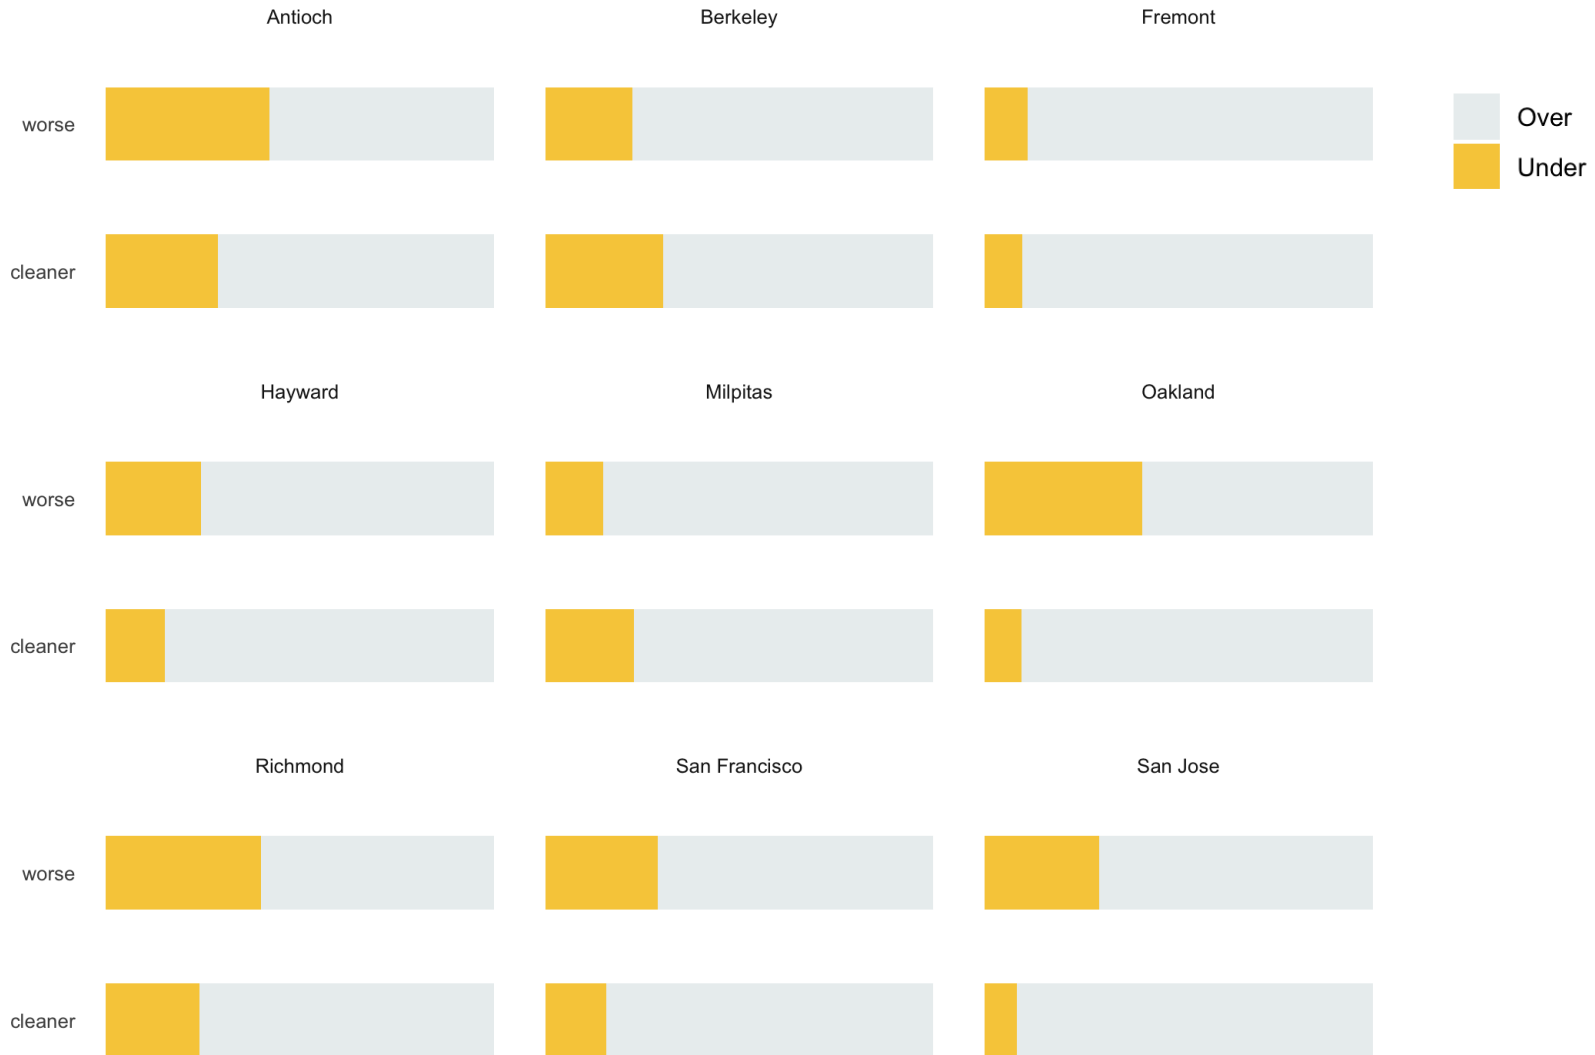 Antioch
Berkeley
Fremont
worse
cleaner
Over
Under
Hayward
Milpitas
Oakland
worse
cleaner
Richmond
San Francisco
San Jose
worse
cleaner